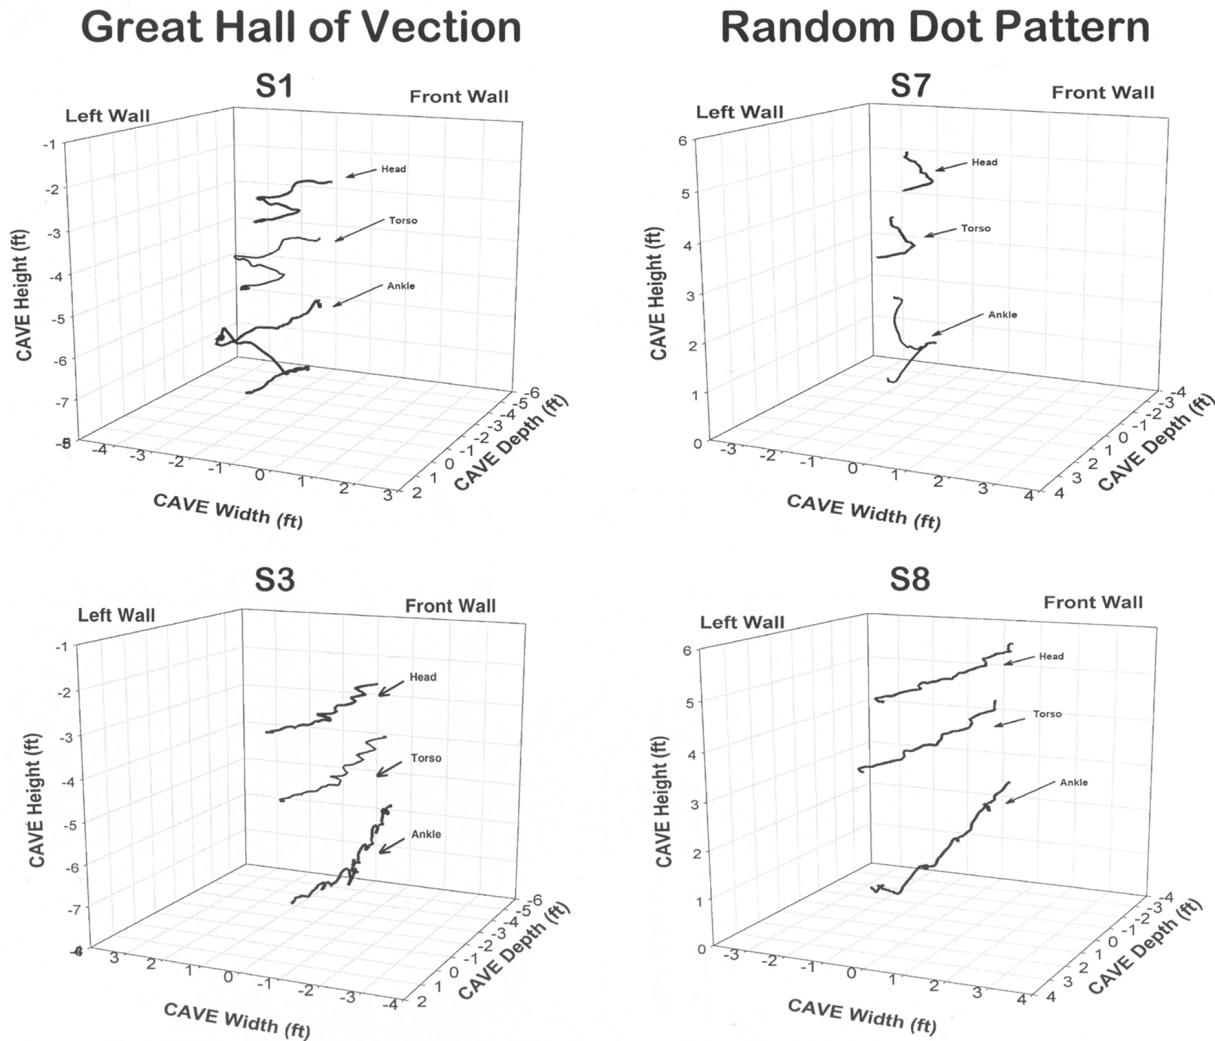 Great Hall of Vection
Random Dot Pattern
S1
Left Wall
Front Wall
-1
-2
-3
-4
-5
-6
-7
CAVE Height (ft)
Head
Torso
Ankle
-4 -3 -2 -1 0 1 2 3
CAVE Width (ft)
2 1 0 -1 -2 -3 -4 -5 -6
CAVE Depth (ft)
S7
Left Wall
Front Wall
6
5
4
3
2
1
0
CAVE Height (ft)
Head
Torso
Ankle
-3 -2 -1 0 1 2 3 4
CAVE Width (ft)
4 3 2 1 0 -1 -2 -3 -4
CAVE Depth (ft)
S3
Left Wall
Front Wall
-1
-2
-3
-4
-5
-6
-7
CAVE Height (ft)
Head
Torso
Ankle
3 2 1 0 -1 -2 -3 -4
CAVE Width (ft)
2 1 0 -1 -2 -3 -4 -5 -6
CAVE Depth (ft)
S8
Left Wall
Front Wall
6
5
4
3
2
1
0
CAVE Height (ft)
Head
Torso
Ankle
-3 -2 -1 0 1 2 3 4
CAVE Width (ft)
4 3 2 1 0 -1 -2 -3 -4
CAVE Depth (ft)